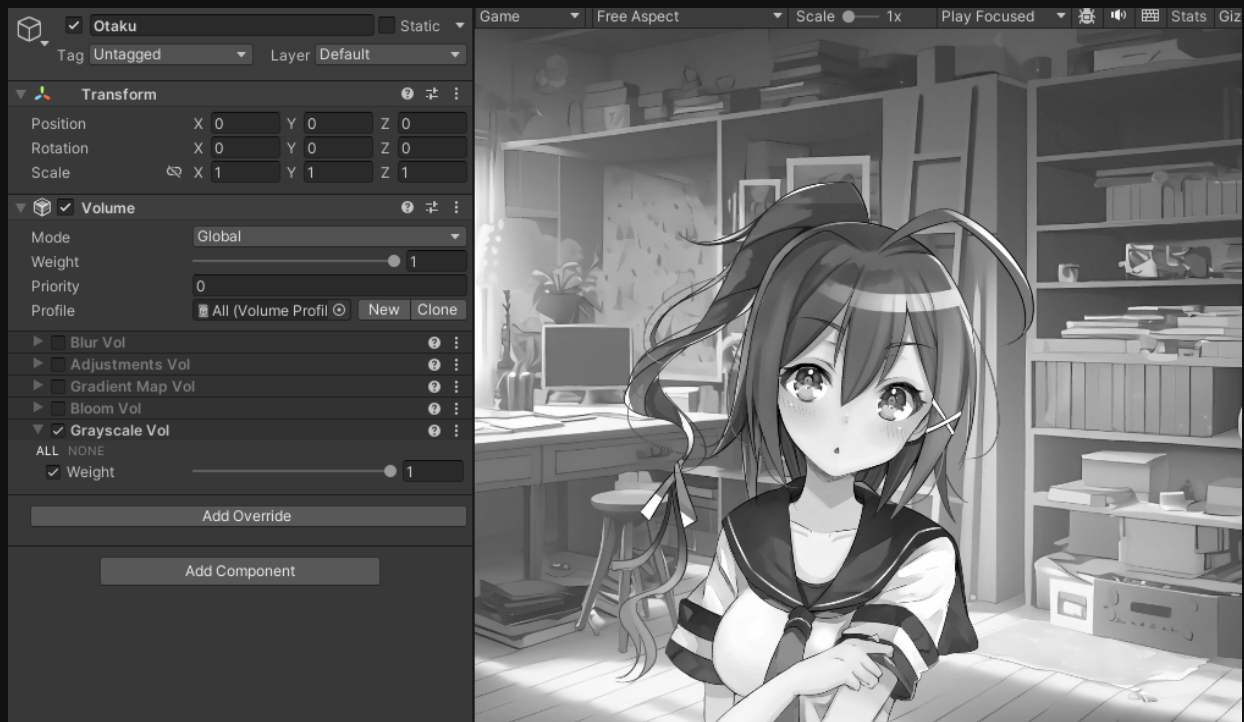 Otaku
Static
Tag Untagged Layer Default
Transform
Position X 0 Y 0 Z 0
Rotation X 0 Y 0 Z 0
Scale X 1 Y 1 Z 1
Volume
Mode Global
Weight 1
Priority 0
Profile All (Volume Profil New Clone
Blur Vol
Adjustments Vol
Gradient Map Vol
Bloom Vol
Grayscale Vol
ALL NONE
Weight 1
Add Override
Add Component
Game Free Aspect Scale 1x Play Focused Stats Giz